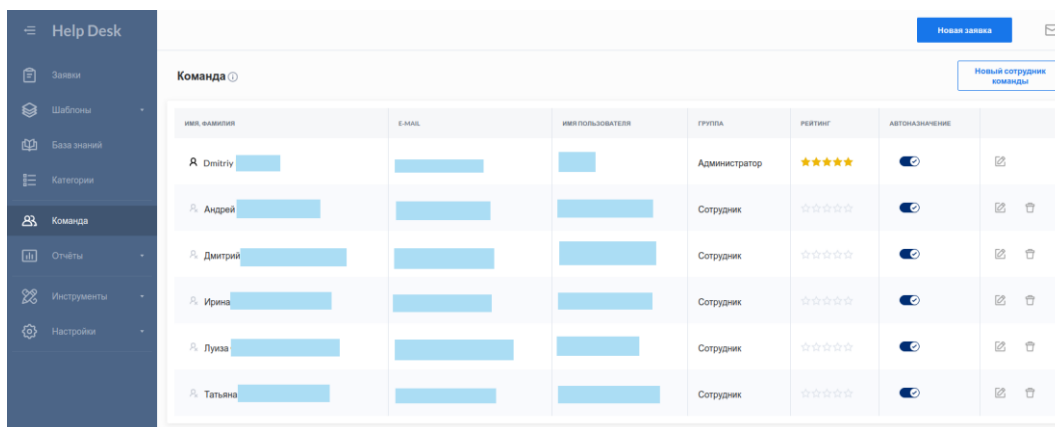 Help Desk
Новая заявка
Заявки
Шаблоны
База знаний
Категории
Команда
Отчёты
Инструменты
Настройки
Команда
Новый сотрудник
команды
ИМЯ, ФАМИЛИЯ E-MAIL ИМЯ ПОЛЬЗОВАТЕЛЯ ГРУППА РЕЙТИНГ АВТОНАЗНАЧЕНИЕ
Dmitriy Администратор
Андрей Сотрудник
Дмитрий Сотрудник
Ирина Сотрудник
Луиза Сотрудник
Татьяна Сотрудник